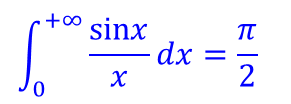 ∫₀^{+∞} sinx/x dx = π/2